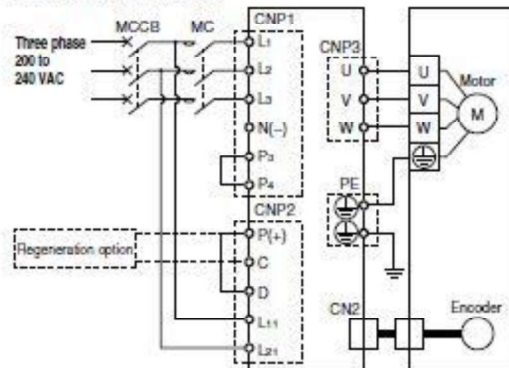 MCCB MC CNP1
Three phase
200 to
240 VAC
L1
L2
L3
N(−)
P3
P4
CNP3
U
V
W
U
V
W
Motor
M
PE
CNP2
Regeneration option
P(+)
C
D
L11
L21
CN2
Encoder